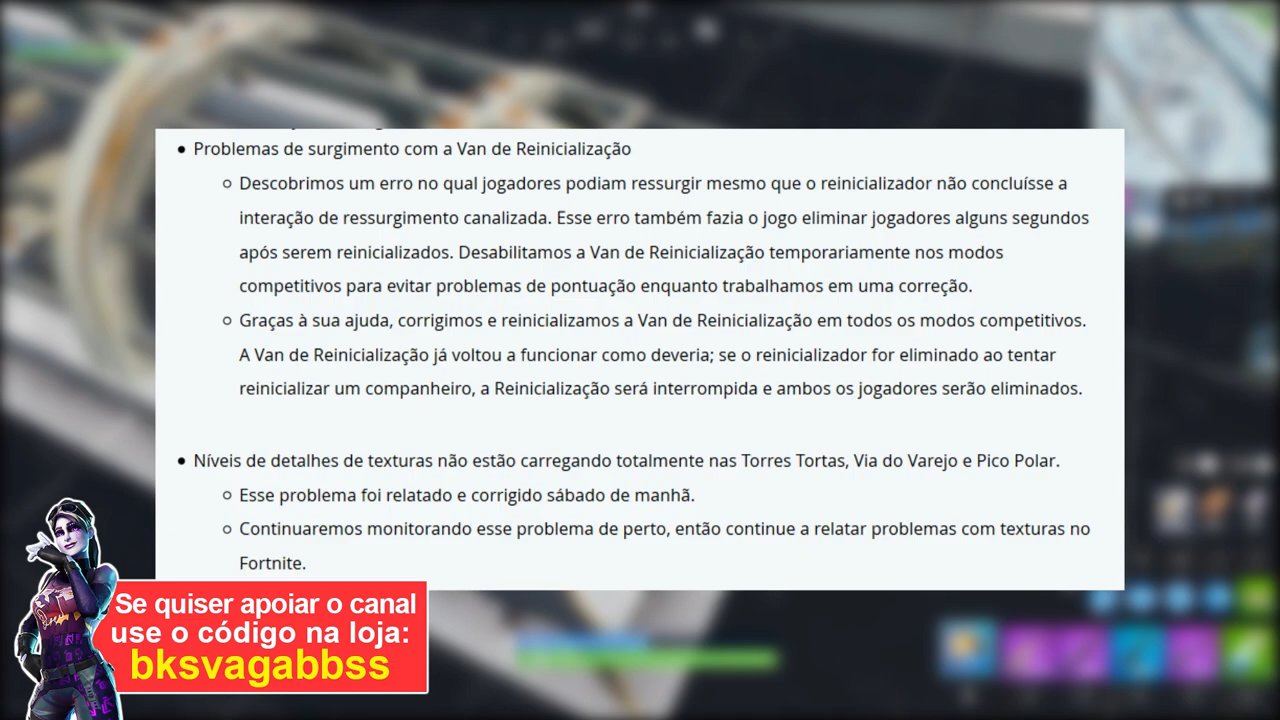 Problemas de surgimento com a Van de Reinicialização
Descobrimos um erro no qual jogadores podiam ressurgir mesmo que o reinicializador não concluísse a
interação de ressurgimento canalizada. Esse erro também fazia o jogo eliminar jogadores alguns segundos
após serem reinicializados. Desabilitamos a Van de Reinicialização temporariamente nos modos
competitivos para evitar problemas de pontuação enquanto trabalhamos em uma correção.
Graças à sua ajuda, corrigimos e reinicializamos a Van de Reinicialização em todos os modos competitivos.
A Van de Reinicialização já voltou a funcionar como deveria; se o reinicializador for eliminado ao tentar
reinicializar um companheiro, a Reinicialização será interrompida e ambos os jogadores serão eliminados.
Níveis de detalhes de texturas não estão carregando totalmente nas Torres Tortas, Via do Varejo e Pico Polar.
Esse problema foi relatado e corrigido sábado de manhã.
Continuaremos monitorando esse problema de perto, então continue a relatar problemas com texturas no
Fortnite.
Se quiser apoiar o canal
use o código na loja:
bksvagabbss